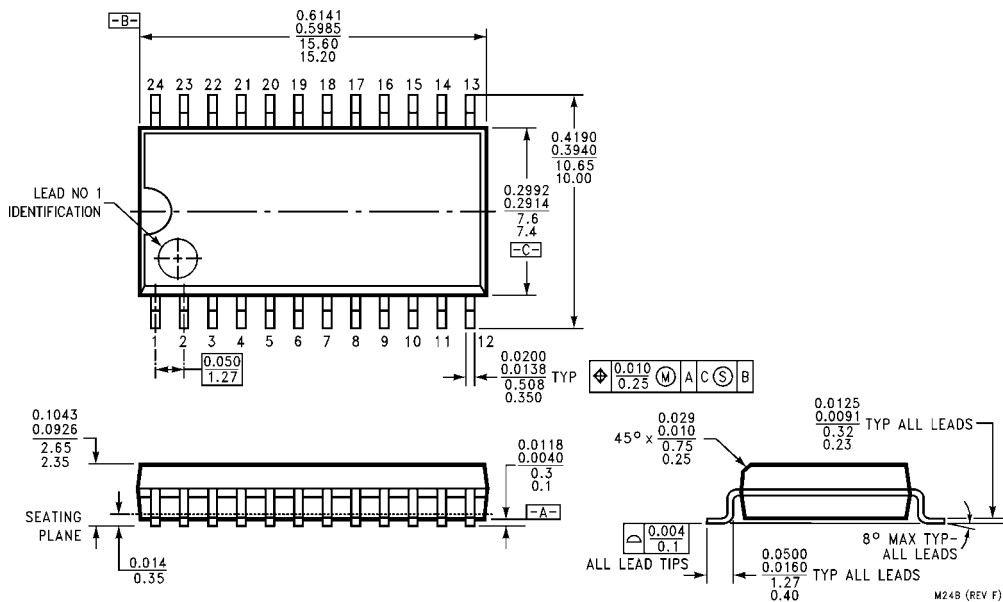 -B-
0.6141
0.5985
15.60
15.20
24 23 22 21 20 19 18 17 16 15 14 13
0.4190
0.3940
10.65
10.00
LEAD NO 1
IDENTIFICATION
0.2992
0.2914
7.6
7.4
-C-
1 2 3 4 5 6 7 8 9 10 11 12
0.050
1.27
0.0200
0.0138
0.508
0.350
TYP
⌖ 0.010
0.25 Ⓜ A C Ⓢ B
0.1043
0.0926
2.65
2.35
0.0118
0.0040
0.3
0.1
-A-
SEATING
PLANE
0.014
0.35
45° x 0.029
0.010
0.75
0.25
0.0125
0.0091
0.32
0.23
TYP ALL LEADS
0.004
0.1
ALL LEAD TIPS
8° MAX TYP-
ALL LEADS
0.0500
0.0160
1.27
0.40
TYP ALL LEADS
M24B (REV F)